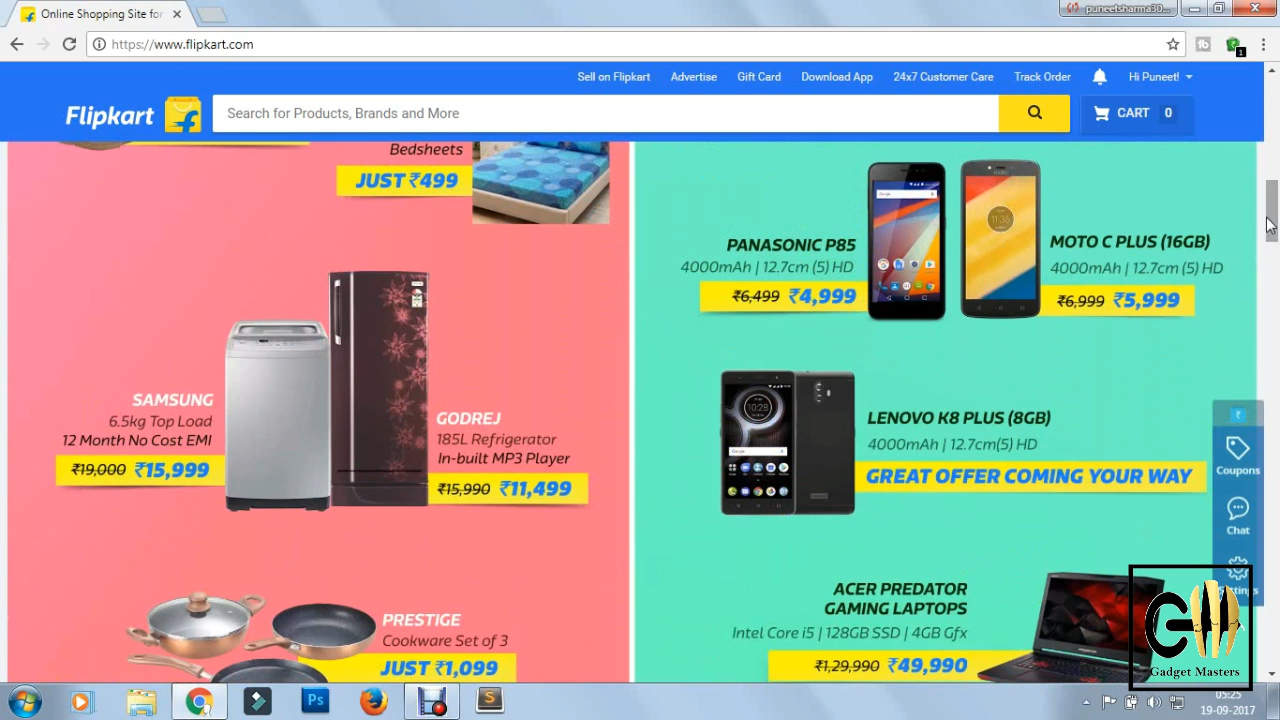 Online Shopping Site for
puneetsharma30...
https://www.flipkart.com
1
Sell on Flipkart
Advertise
Gift Card
Download App
24x7 Customer Care
Track Order
Hi Puneet!
Flipkart
Search for Products, Brands and More
CART 0
Bedsheets
JUST ₹499
PANASONIC P85
4000mAh | 12.7cm (5) HD
₹6,499 ₹4,999
MOTO C PLUS (16GB)
4000mAh | 12.7cm (5) HD
₹6,999 ₹5,999
SAMSUNG
6.5kg Top Load
12 Month No Cost EMI
₹19,000 ₹15,999
GODREJ
185L Refrigerator
In-built MP3 Player
₹15,990 ₹11,499
LENOVO K8 PLUS (8GB)
4000mAh | 12.7cm(5) HD
GREAT OFFER COMING YOUR WAY
10:28
Coupons
Chat
PRESTIGE
Cookware Set of 3
JUST ₹1,099
ACER PREDATOR
GAMING LAPTOPS
Intel Core i5 | 128GB SSD | 4GB Gfx
₹1,29,990 ₹49,990
GM
Gadget Masters
Ps
S
05:25
19-09-2017